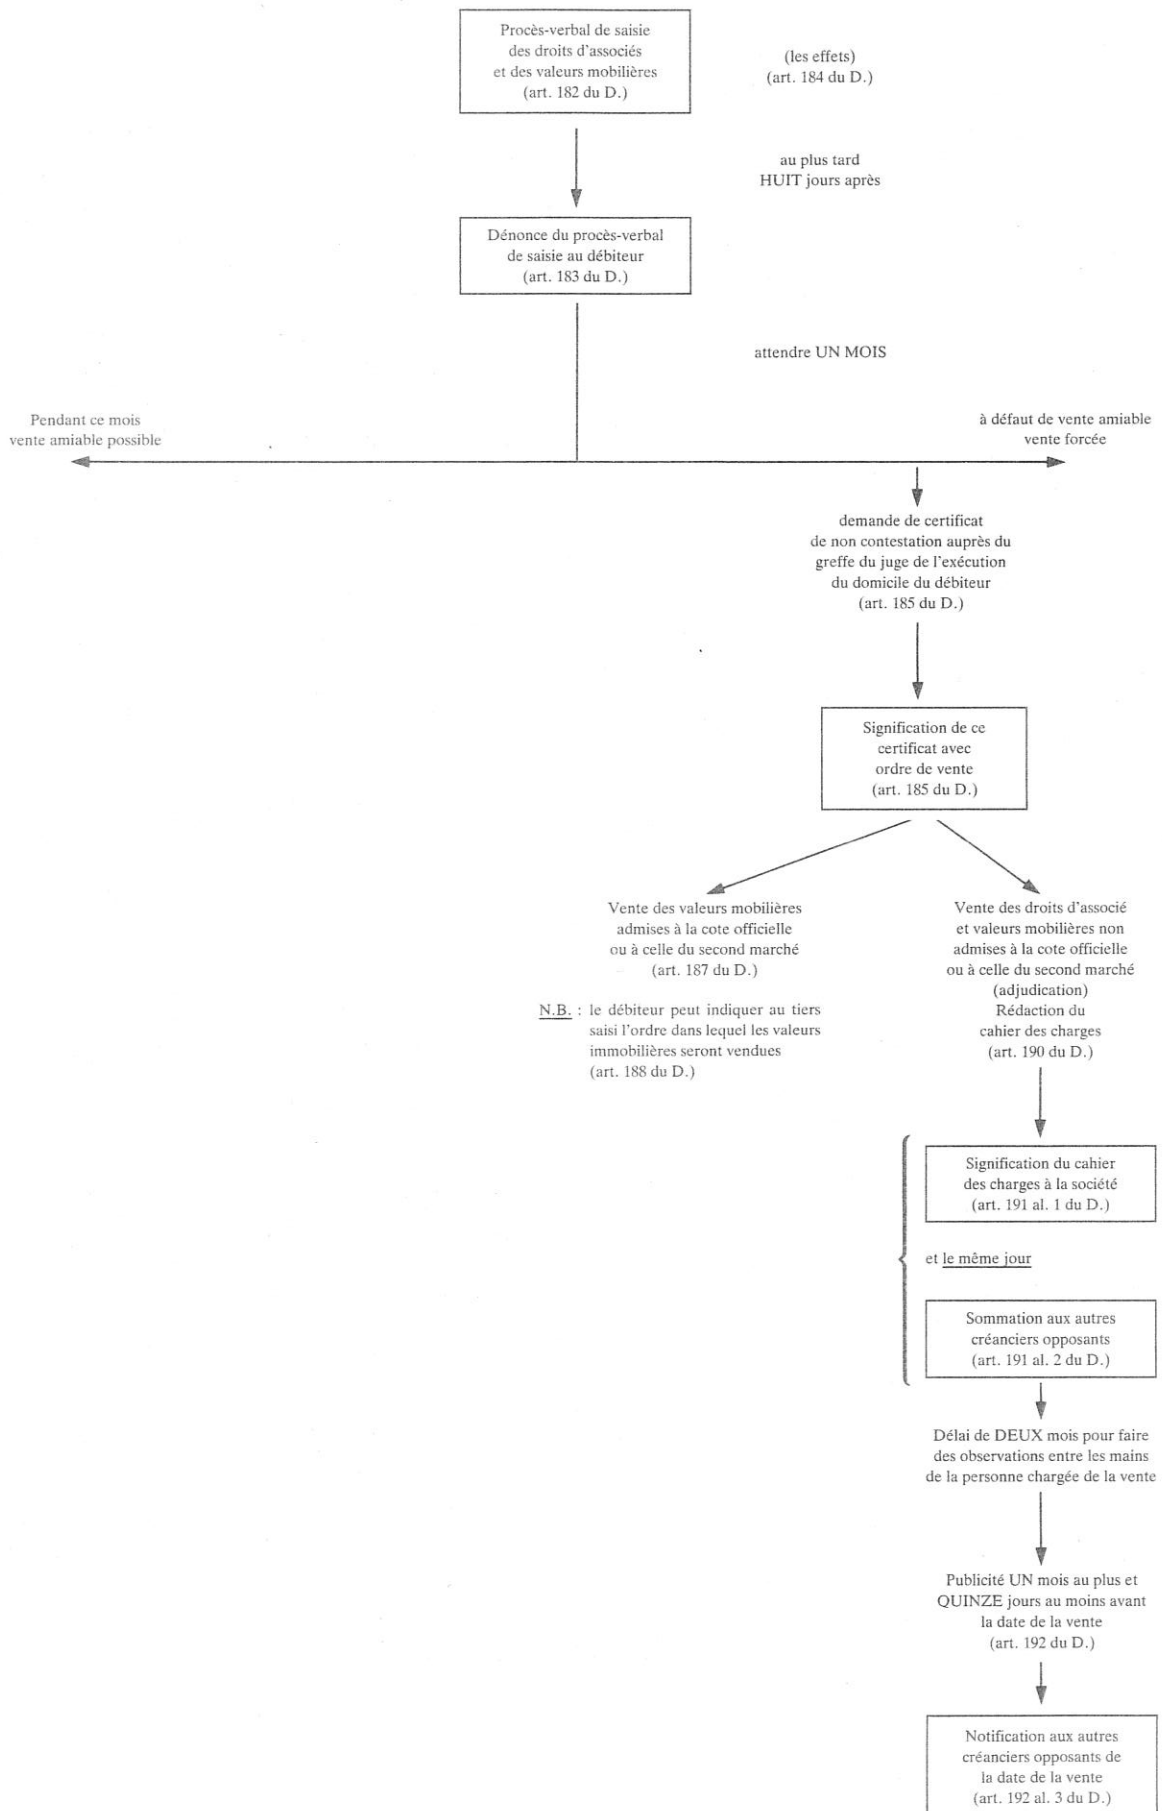 Procès-verbal de saisie
des droits d'associés
et des valeurs mobilières
(art. 182 du D.)
(les effets)
(art. 184 du D.)
au plus tard
HUIT jours après
Dénonce du procès-verbal
de saisie au débiteur
(art. 183 du D.)
attendre UN MOIS
Pendant ce mois
vente amiable possible
à défaut de vente amiable
vente forcée
demande de certificat
de non contestation auprès du
greffe du juge de l'exécution
du domicile du débiteur
(art. 185 du D.)
Signification de ce
certificat avec
ordre de vente
(art. 185 du D.)
Vente des valeurs mobilières
admises à la cote officielle
ou à celle du second marché
(art. 187 du D.)
N.B. : le débiteur peut indiquer au tiers
saisi l'ordre dans lequel les valeurs
immobilières seront vendues
(art. 188 du D.)
Vente des droits d'associé
et valeurs mobilières non
admises à la cote officielle
ou à celle du second marché
(adjudication)
Rédaction du
cahier des charges
(art. 190 du D.)
Signification du cahier
des charges à la société
(art. 191 al. 1 du D.)
et le même jour
Sommation aux autres
créanciers opposants
(art. 191 al. 2 du D.)
Délai de DEUX mois pour faire
des observations entre les mains
de la personne chargée de la vente
Publicité UN mois au plus et
QUINZE jours au moins avant
la date de la vente
(art. 192 du D.)
Notification aux autres
créanciers opposants de
la date de la vente
(art. 192 al. 3 du D.)